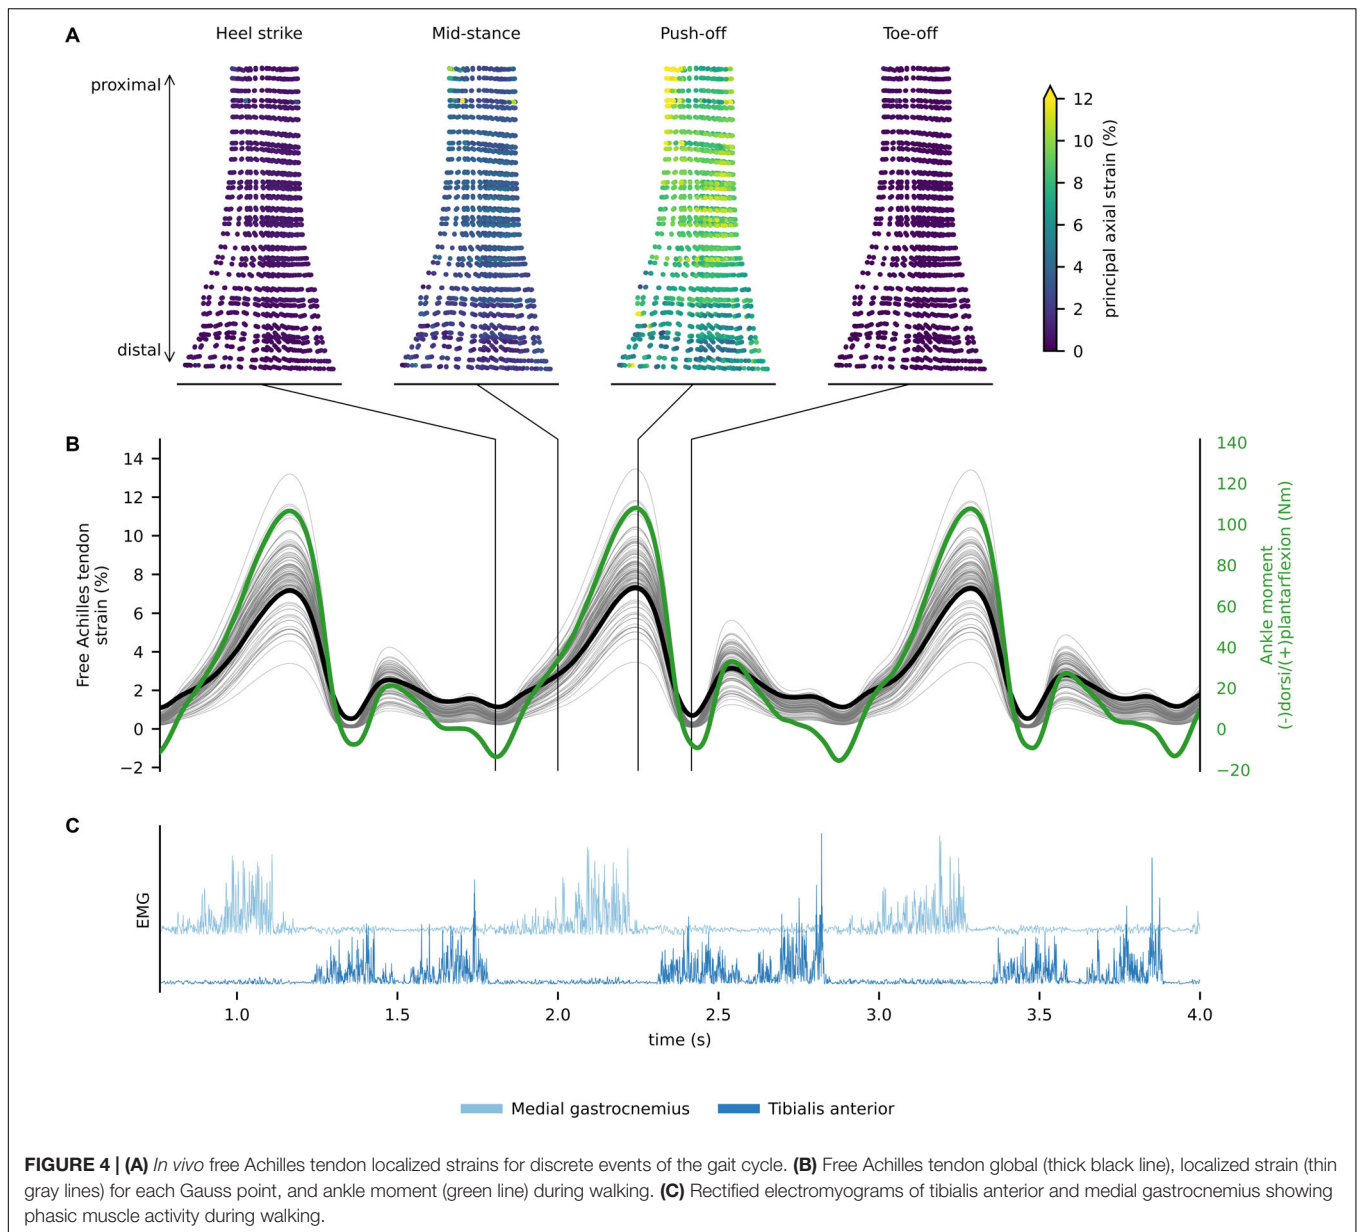 A
Heel strike
Mid-stance
Push-off
Toe-off
proximal
distal
12
10
8
6
4
2
0
principal axial strain (%)
B
14
12
10
8
6
4
2
0
−2
Free Achilles tendon
strain (%)
140
120
100
80
60
40
20
0
−20
Ankle moment
(-)dorsi/(+)plantarflexion (Nm)
C
EMG
1.0
1.5
2.0
2.5
3.0
3.5
4.0
time (s)
Medial gastrocnemius
Tibialis anterior
FIGURE 4 | (A) In vivo free Achilles tendon localized strains for discrete events of the gait cycle. (B) Free Achilles tendon global (thick black line), localized strain (thin
gray lines) for each Gauss point, and ankle moment (green line) during walking. (C) Rectified electromyograms of tibialis anterior and medial gastrocnemius showing
phasic muscle activity during walking.